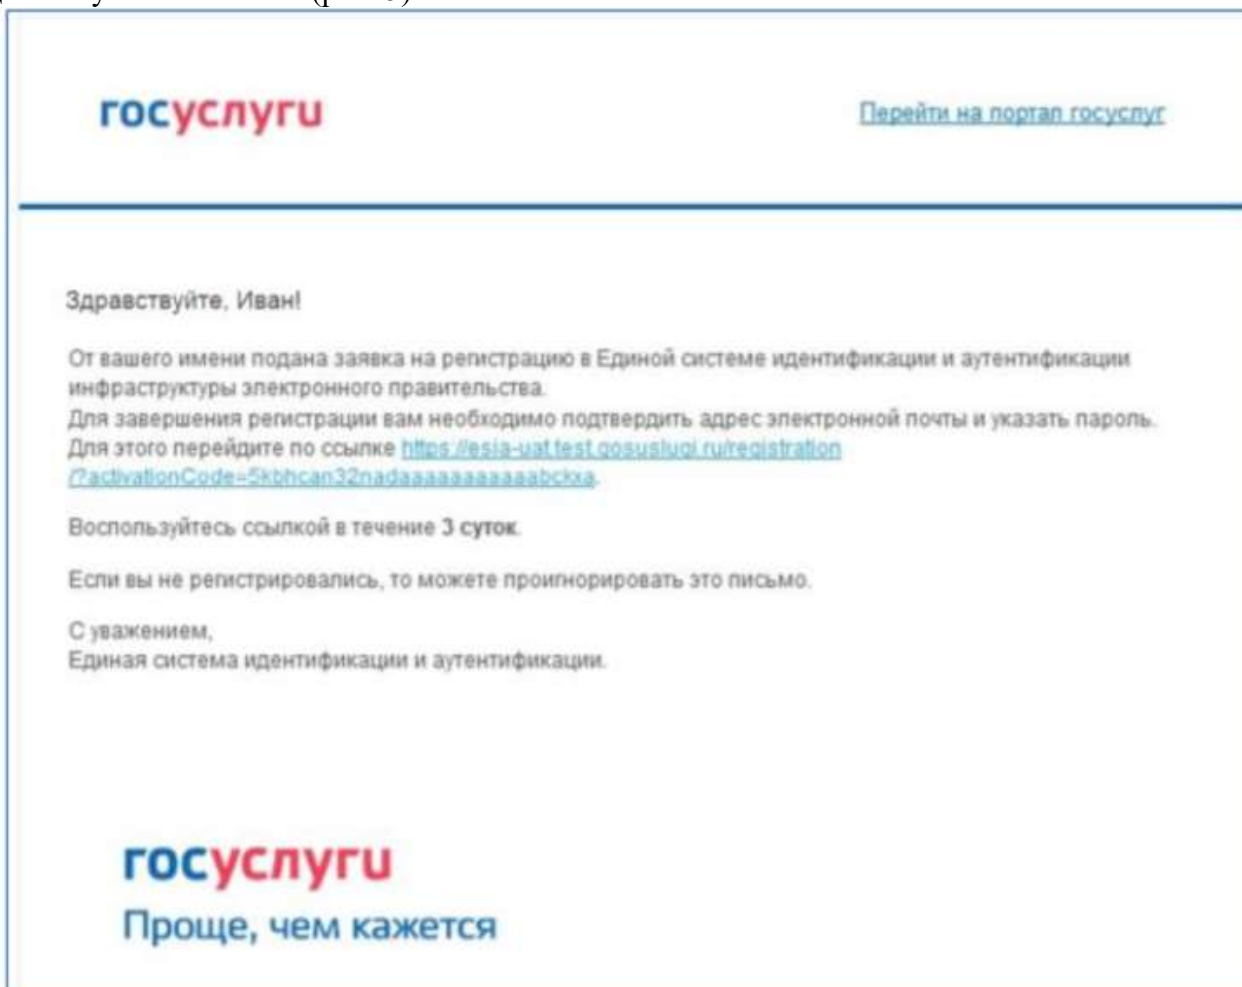 госуслуги
Перейти на портал госуслуг
Здравствуйте, Иван!
От вашего имени подана заявка на регистрацию в Единой системе идентификации и аутентификации
инфраструктуры электронного правительства.
Для завершения регистрации вам необходимо подтвердить адрес электронной почты и указать пароль.
Для этого перейдите по ссылке https://esia-uat.test.gosuslugi.ru/registration
/?activationCode=5kbhcan32nadaaaaaaaaaaabckxa.
Воспользуйтесь ссылкой в течение 3 суток.
Если вы не регистрировались, то можете проигнорировать это письмо.
С уважением,
Единая система идентификации и аутентификации.
госуслуги
Проще, чем кажется